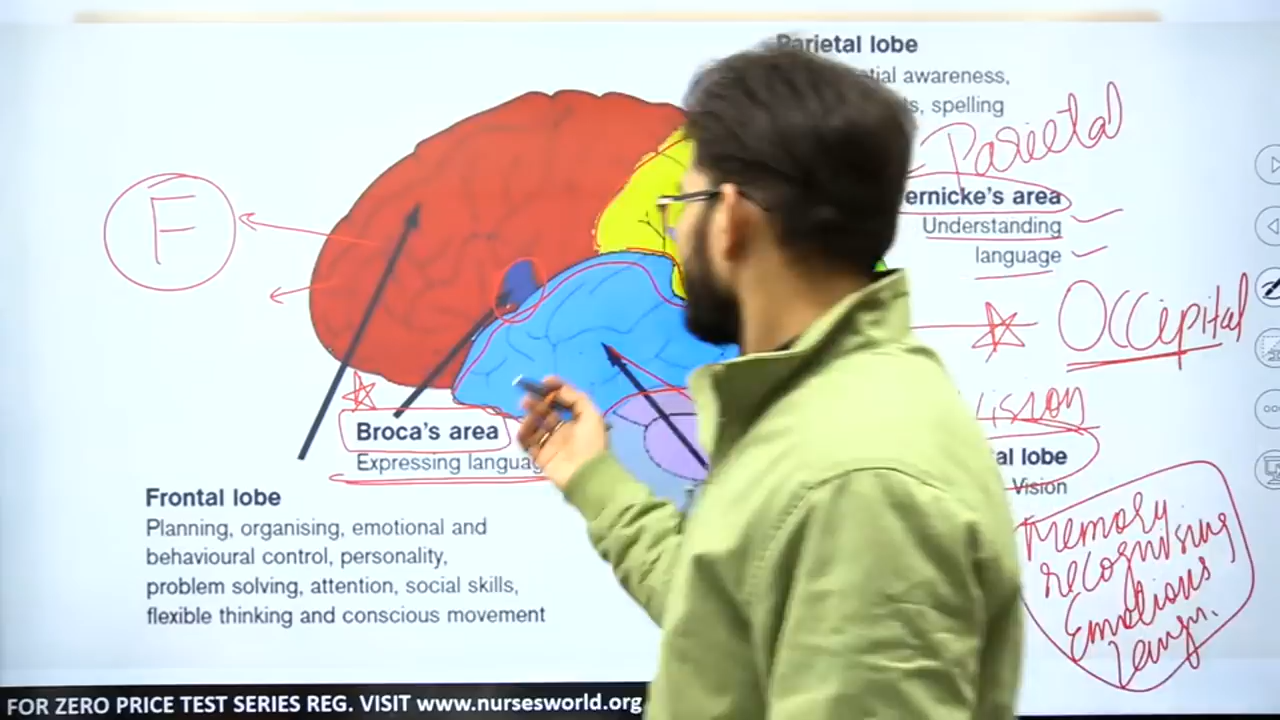 Parietal lobe
awareness,
spelling
Parietal
F
ernicke's area
Understanding
language
Occipital
Vision
Broca's area
Expressing languag
al lobe
Vision
Frontal lobe
Planning, organising, emotional and
behavioural control, personality,
problem solving, attention, social skills,
flexible thinking and conscious movement
Memory
recognising
Emotions
langu.
FOR ZERO PRICE TEST SERIES REG. VISIT www.nursesworld.org